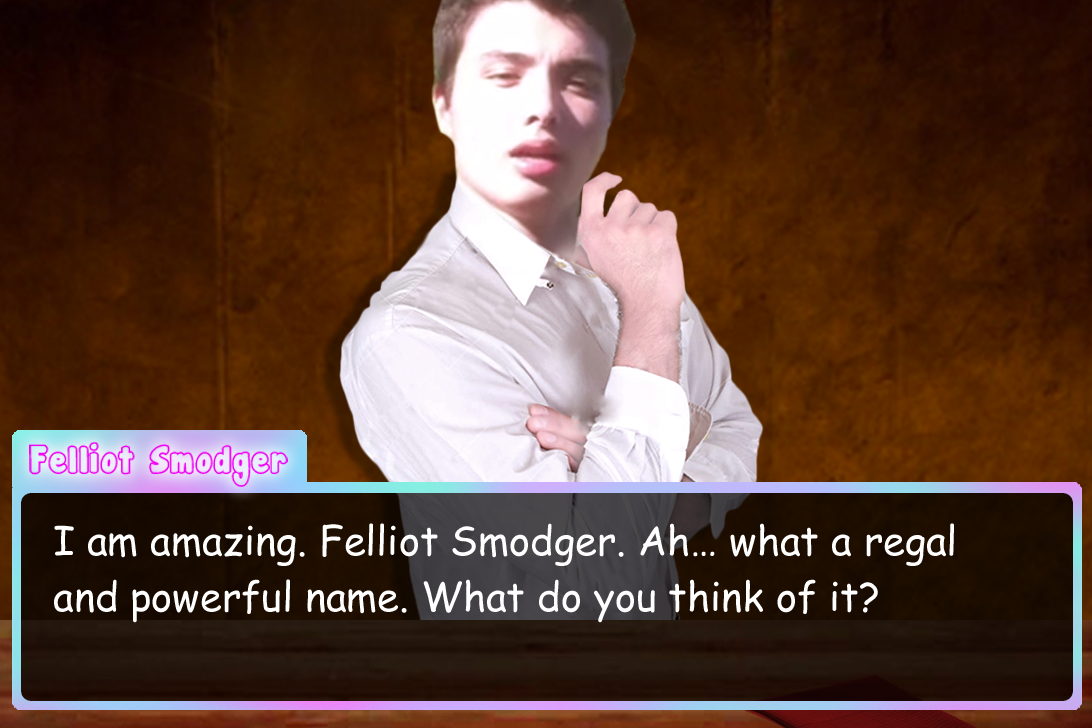 Felliot Smodger
I am amazing. Felliot Smodger. Ah... what a regal
and powerful name. What do you think of it?